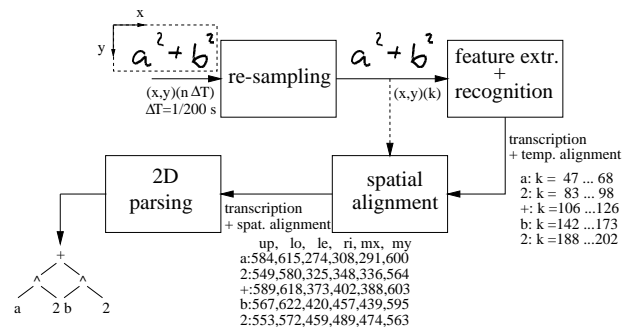 x
y
a² + b²
(x,y)(n ΔT)
ΔT=1/200 s
re-sampling
a² + b²
(x,y)(k)
feature extr.
+
recognition
transcription
+ temp. alignment
a: k = 47 ... 68
2: k = 83 ... 98
+: k =106 ...126
b: k =142 ...173
2: k =188 ...202
spatial
alignment
transcription
+ spat. alignment
up, lo, le, ri, mx, my
a:584,615,274,308,291,600
2:549,580,325,348,336,564
+:589,618,373,402,388,603
b:567,622,420,457,439,595
2:553,572,459,489,474,563
2D
parsing
+
^ ^
a 2 b 2